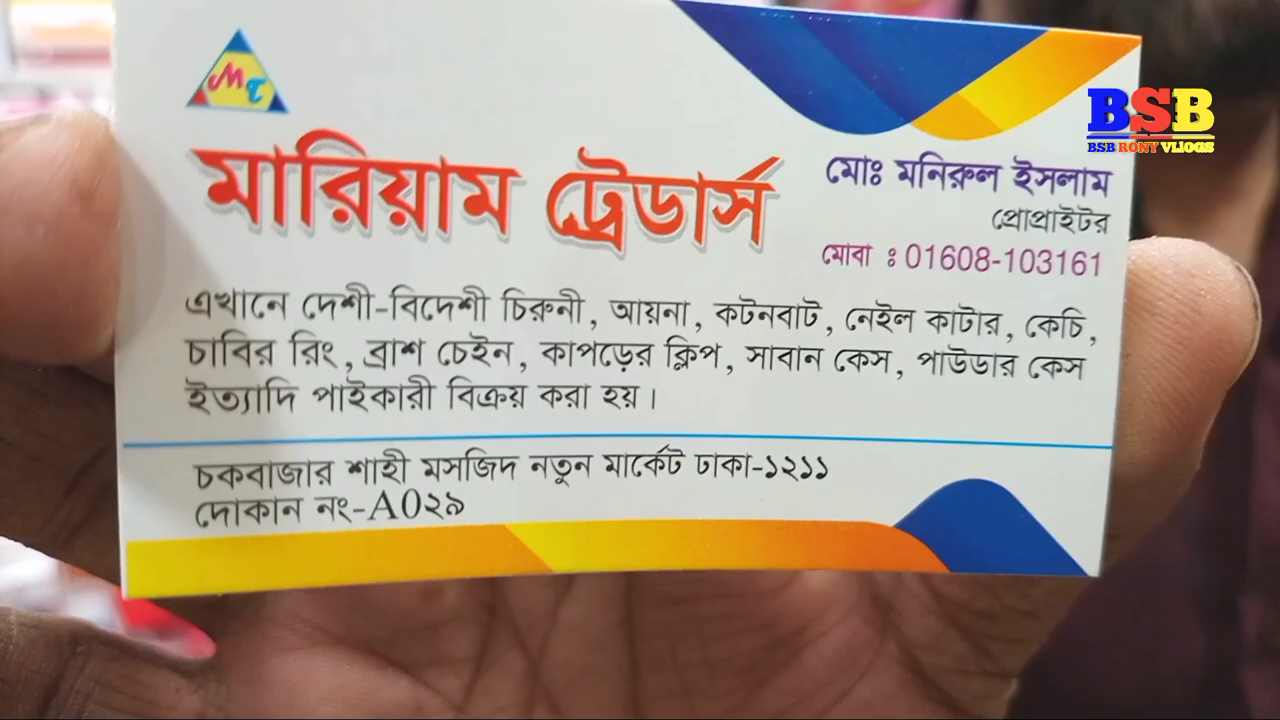 MT
মারিয়াম ট্রেডার্স
মোঃ মনিরুল ইসলাম
প্রোপ্রাইটর
মোবা ঃ 01608-103161
এখানে দেশী-বিদেশী চিরুনী, আয়না, কটনবাট, নেইল কাটার, কেচি,
চাবির রিং, ব্রাশ চেইন, কাপড়ের ক্লিপ, সাবান কেস, পাউডার কেস
ইত্যাদি পাইকারী বিক্রয় করা হয়।
চকবাজার শাহী মসজিদ নতুন মার্কেট ঢাকা-১২১১
দোকান নং-A0২৯
BSB
BSB RONY VLIOGS